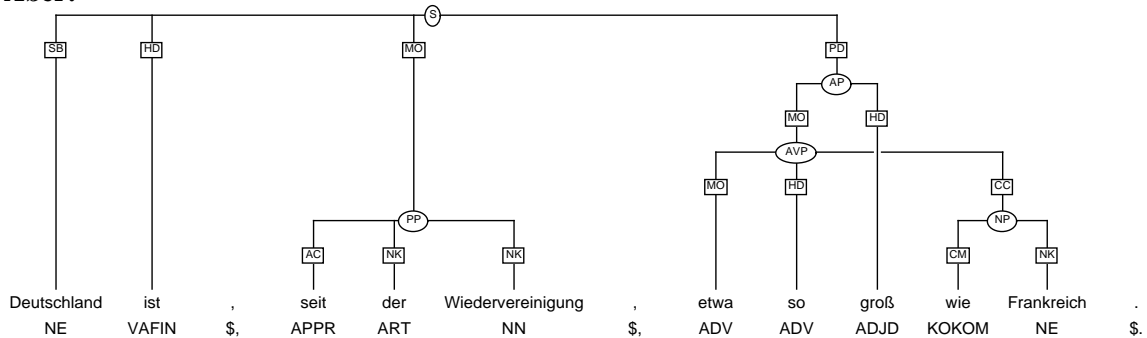 S
SB HD MO PD
AP
MO HD
AVP
MO HD CC
PP NP
AC NK NK CM NK
Deutschland ist , seit der Wiedervereinigung , etwa so groß wie Frankreich .
NE VAFIN $, APPR ART NN $, ADV ADV ADJD KOKOM NE $.